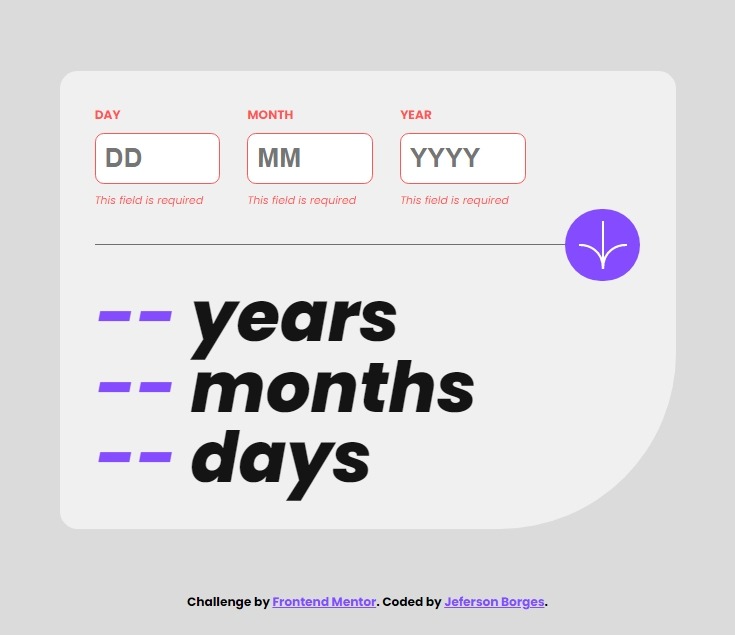 DAY MONTH YEAR
DD MM YYYY
This field is required This field is required This field is required
-- years
-- months
-- days
Challenge by Frontend Mentor. Coded by Jeferson Borges.